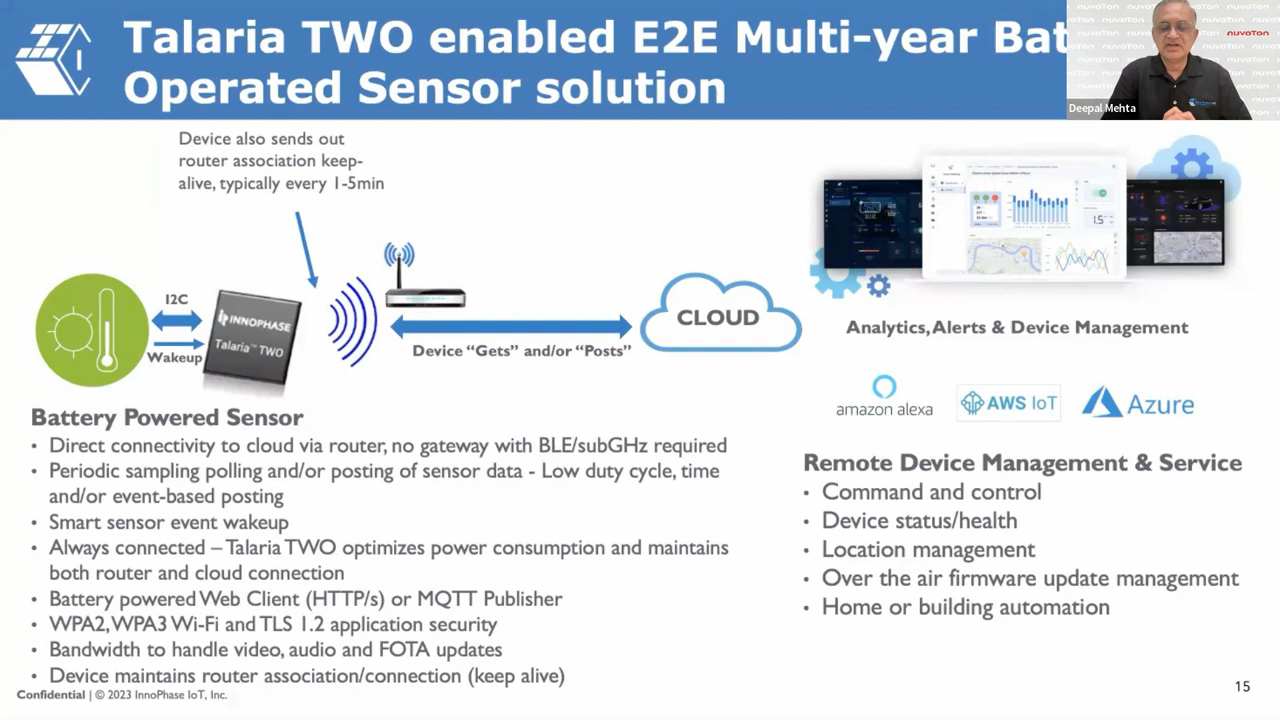 Talaria TWO enabled E2E Multi-year Bat
Operated Sensor solution
nuvoton
Deepal Mehta
Device also sends out
router association keep-
alive, typically every 1-5min
I2C
Wakeup
INNOPHASE
Talaria™ TWO
Device “Gets” and/or “Posts”
CLOUD
Analytics, Alerts & Device Management
amazon alexa
AWS IoT
Azure
Battery Powered Sensor
• Direct connectivity to cloud via router, no gateway with BLE/subGHz required
• Periodic sampling polling and/or posting of sensor data - Low duty cycle, time
and/or event-based posting
• Smart sensor event wakeup
• Always connected – Talaria TWO optimizes power consumption and maintains
both router and cloud connection
• Battery powered Web Client (HTTP/s) or MQTT Publisher
• WPA2, WPA3 Wi-Fi and TLS 1.2 application security
• Bandwidth to handle video, audio and FOTA updates
• Device maintains router association/connection (keep alive)
Remote Device Management & Service
• Command and control
• Device status/health
• Location management
• Over the air firmware update management
• Home or building automation
Confidential | © 2023 InnoPhase IoT, Inc.
15